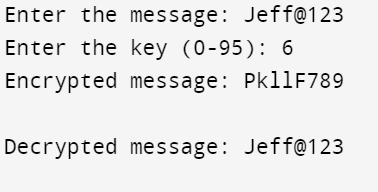 Enter the message: Jeff@123
Enter the key (0-95): 6
Encrypted message: PkllF789
Decrypted message: Jeff@123